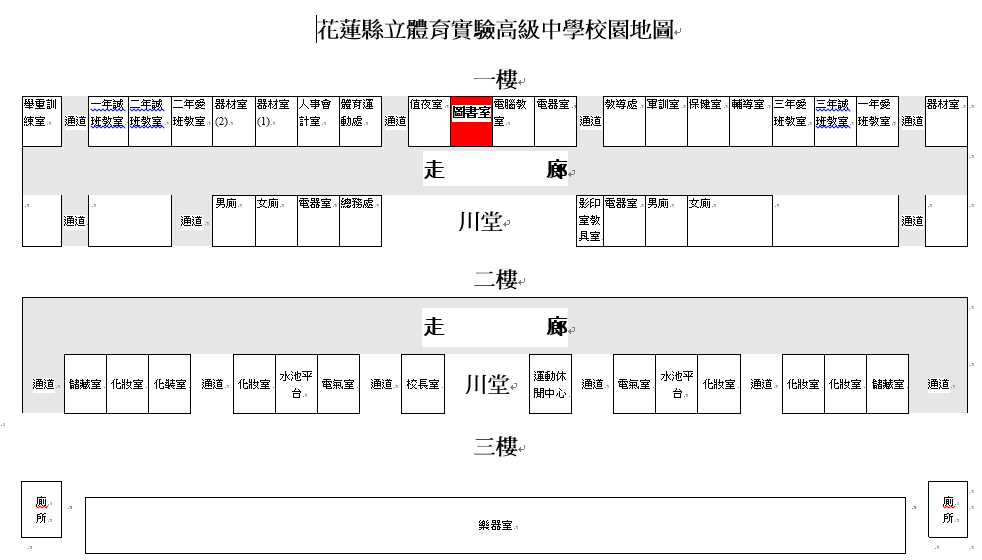 花蓮縣立體育實驗高級中學校園地圖
一樓
舉重訓
練室
通道
一年誠
班教室
二年誠
班教室
二年愛
班教室
器材室
(2)
器材室
(1)
人事會
計室
體育運
動處
通道
值夜室
圖書室
電腦教
室
電器室
通道
教導處
軍訓室
保健室
輔導室
三年愛
班教室
三年誠
班教室
一年愛
班教室
通道
器材室
走 廊
通道
通道
男廁
女廁
電器室
總務處
川堂
影印
室教
具室
電器室
男廁
女廁
通道
二樓
走 廊
通道
儲藏室
化妝室
化裝室
通道
化妝室
水池平
台
電氣室
通道
校長室
川堂
運動休
閒中心
通道
電氣室
水池平
台
化妝室
通道
化妝室
化妝室
儲藏室
通道
三樓
廁
所
樂器室
廁
所